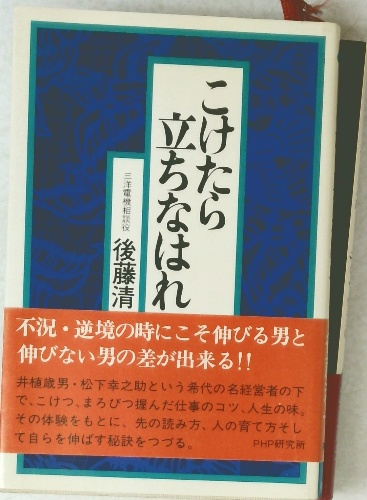 こけたら
立ちなはれ
三洋電機相談役
後藤清
不況・逆境の時にこそ伸びる男と
伸びない男の差が出来る!!
井植歳男・松下幸之助という希代の名経営者の下
で、こけつ、まろびつ握んだ仕事のコツ、人生の味。
その体験をもとに、先の読み方、人の育て方そし
て自らを伸ばす秘訣をつづる。
PHP研究所